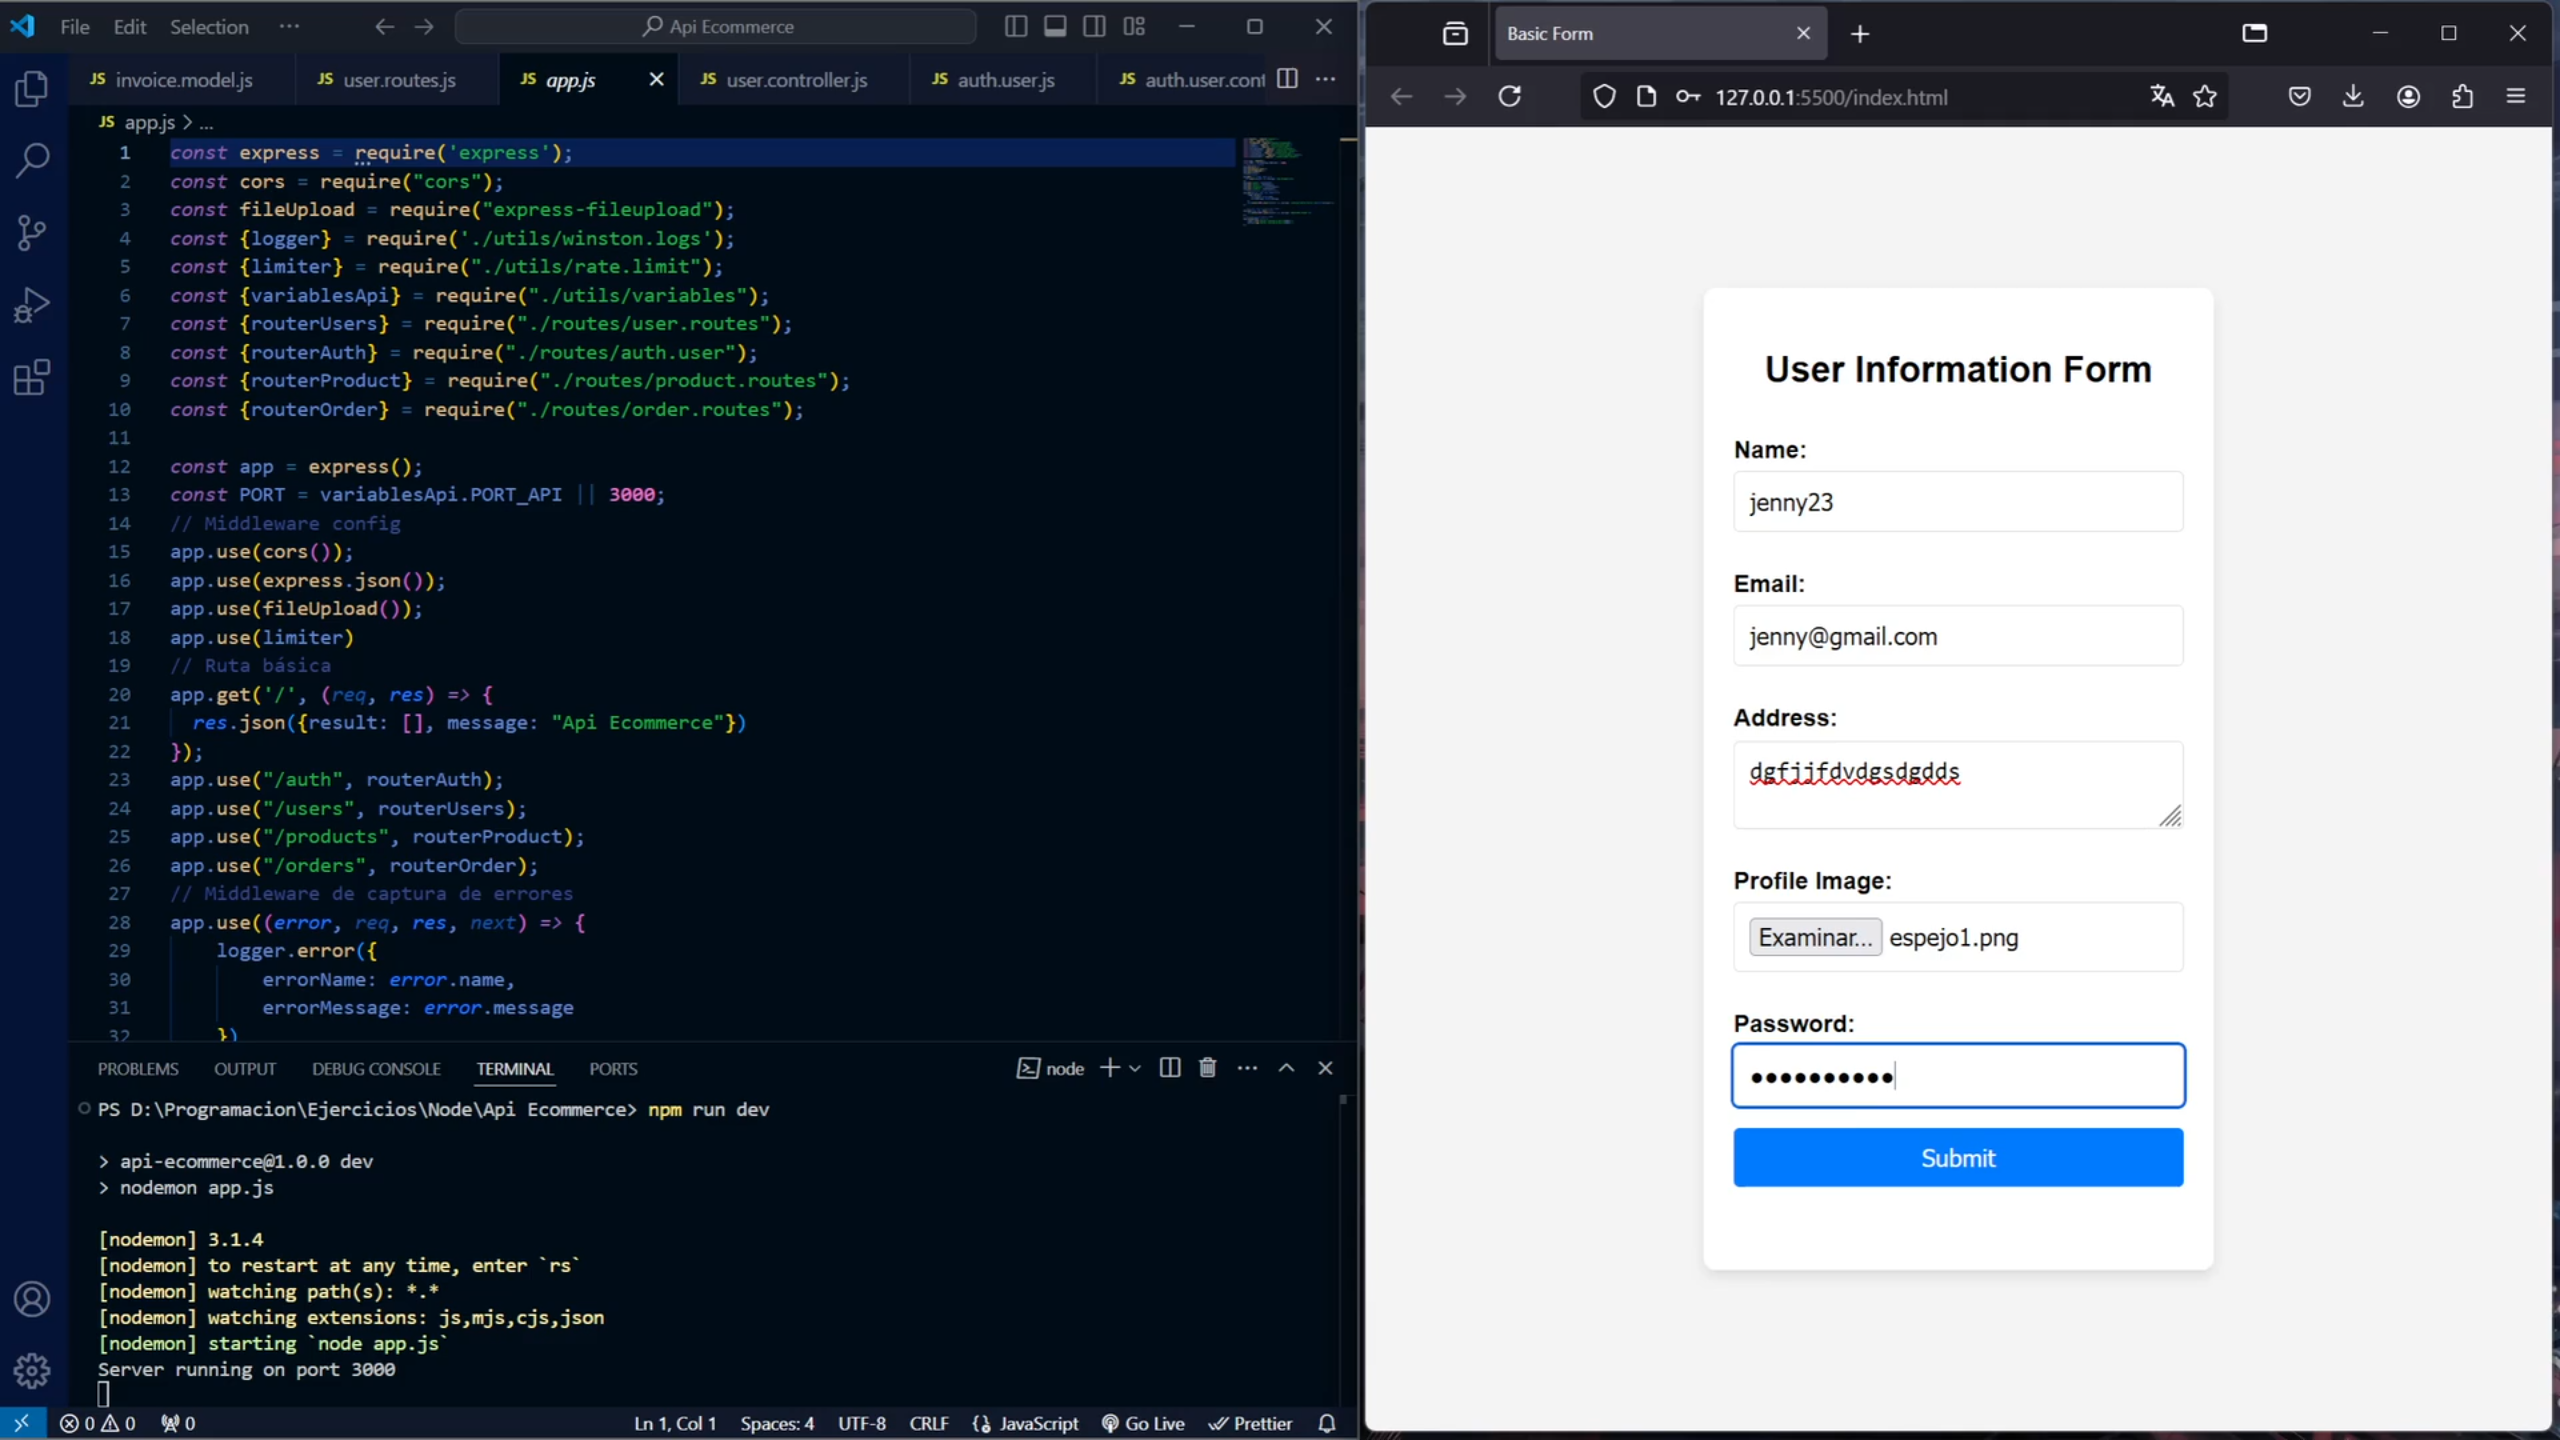 File Edit Selection ··· Api Ecommerce
JS invoice.model.js JS user.routes.js JS app.js JS user.controller.js JS auth.user.js JS auth.user.cont
JS app.js > ...
1 const express = require('express');
2 const cors = require("cors");
3 const fileUpload = require("express-fileupload");
4 const {logger} = require('./utils/winston.logs');
5 const {limiter} = require("./utils/rate.limit");
6 const {variablesApi} = require("./utils/variables");
7 const {routerUsers} = require("./routes/user.routes");
8 const {routerAuth} = require("./routes/auth.user");
9 const {routerProduct} = require("./routes/product.routes");
10 const {routerOrder} = require("./routes/order.routes");
11
12 const app = express();
13 const PORT = variablesApi.PORT_API || 3000;
14 // Middleware config
15 app.use(cors());
16 app.use(express.json());
17 app.use(fileUpload());
18 app.use(limiter)
19 // Ruta básica
20 app.get('/', (req, res) => {
21 res.json({result: [], message: "Api Ecommerce"})
22 });
23 app.use("/auth", routerAuth);
24 app.use("/users", routerUsers);
25 app.use("/products", routerProduct);
26 app.use("/orders", routerOrder);
27 // Middleware de captura de errores
28 app.use((error, req, res, next) => {
29 logger.error({
30 errorName: error.name,
31 errorMessage: error.message
32 })
PROBLEMS OUTPUT DEBUG CONSOLE TERMINAL PORTS node
PS D:\Programacion\Ejercicios\Node\Api Ecommerce> npm run dev
> api-ecommerce@1.0.0 dev
> nodemon app.js
[nodemon] 3.1.4
[nodemon] to restart at any time, enter `rs`
[nodemon] watching path(s): *.*
[nodemon] watching extensions: js,mjs,cjs,json
[nodemon] starting `node app.js`
Server running on port 3000
0 0 0 Ln 1, Col 1 Spaces: 4 UTF-8 CRLF JavaScript Go Live Prettier
Basic Form
127.0.0.1:5500/index.html
User Information Form
Name:
jenny23
Email:
jenny@gmail.com
Address:
dgfjjfdvdgsdgdds
Profile Image:
Examinar... espejo1.png
Password:
••••••••••
Submit